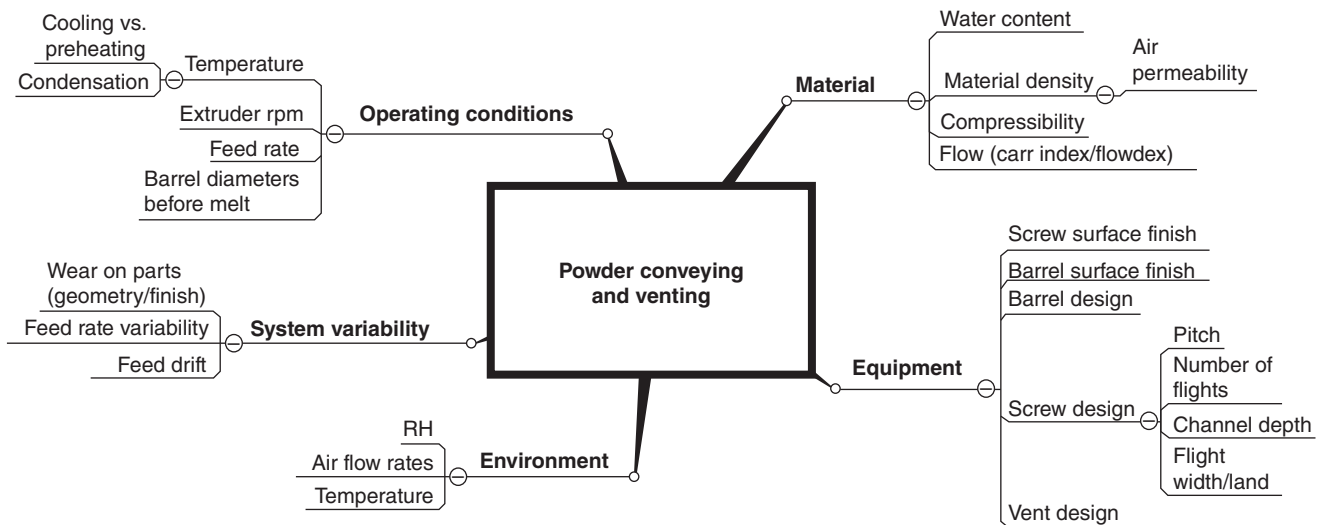 Cooling vs.
preheating
Condensation
Temperature
Extruder rpm
Feed rate
Barrel diameters
before melt
Operating conditions
Material
Water content
Material density
Air
permeability
Compressibility
Flow (carr index/flowdex)
Powder conveying
and venting
Wear on parts
(geometry/finish)
Feed rate variability
Feed drift
System variability
Equipment
Screw surface finish
Barrel surface finish
Barrel design
Screw design
Pitch
Number of
flights
Channel depth
Flight
width/land
Vent design
RH
Air flow rates
Temperature
Environment